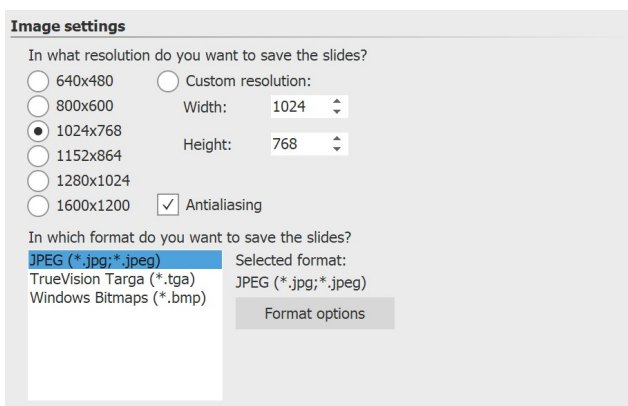 Image settings
In what resolution do you want to save the slides?
640x480
Custom resolution:
800x600
Width: 1024
1024x768
Height: 768
1152x864
1280x1024
1600x1200
Antialiasing
In which format do you want to save the slides?
JPEG (*.jpg;*.jpeg)
TrueVision Targa (*.tga)
Windows Bitmaps (*.bmp)
Selected format:
JPEG (*.jpg;*.jpeg)
Format options